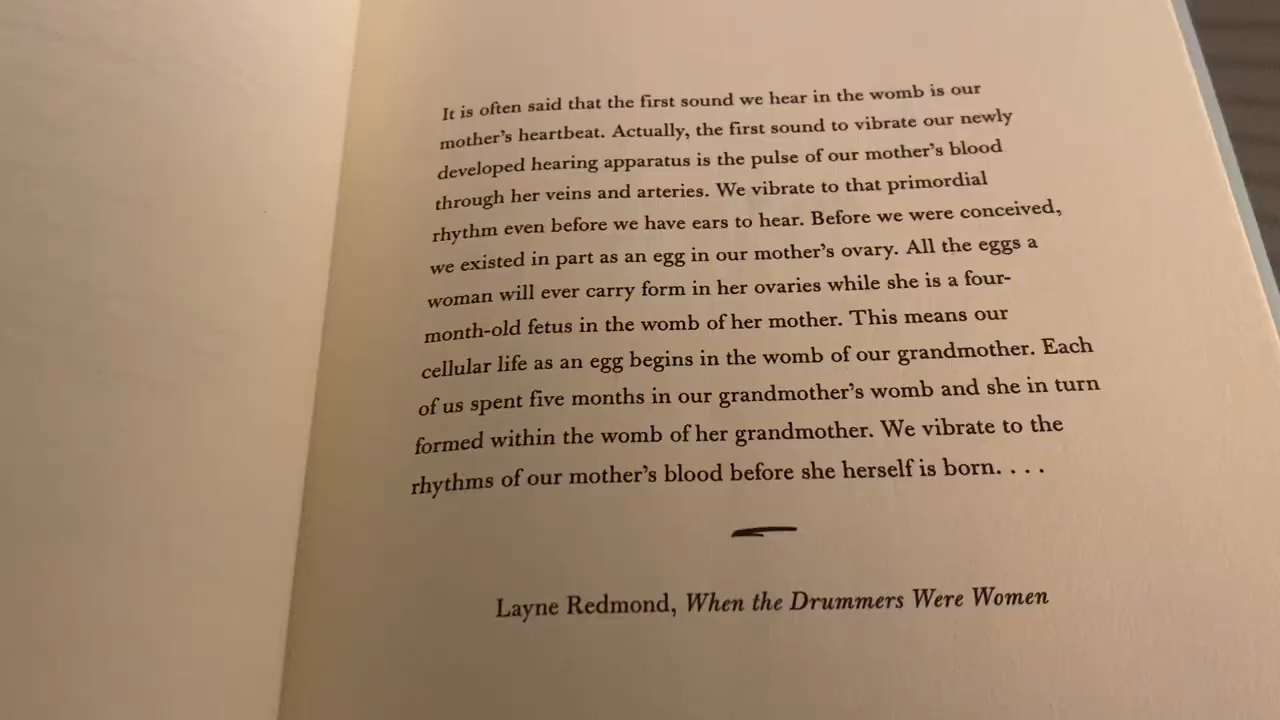 It is often said that the first sound we hear in the womb is our
mother's heartbeat. Actually, the first sound to vibrate our newly
developed hearing apparatus is the pulse of our mother's blood
through her veins and arteries. We vibrate to that primordial
rhythm even before we have ears to hear. Before we were conceived,
we existed in part as an egg in our mother's ovary. All the eggs a
woman will ever carry form in her ovaries while she is a four-
month-old fetus in the womb of her mother. This means our
cellular life as an egg begins in the womb of our grandmother. Each
of us spent five months in our grandmother's womb and she in turn
formed within the womb of her grandmother. We vibrate to the
rhythms of our mother's blood before she herself is born. . . .
Layne Redmond, When the Drummers Were Women